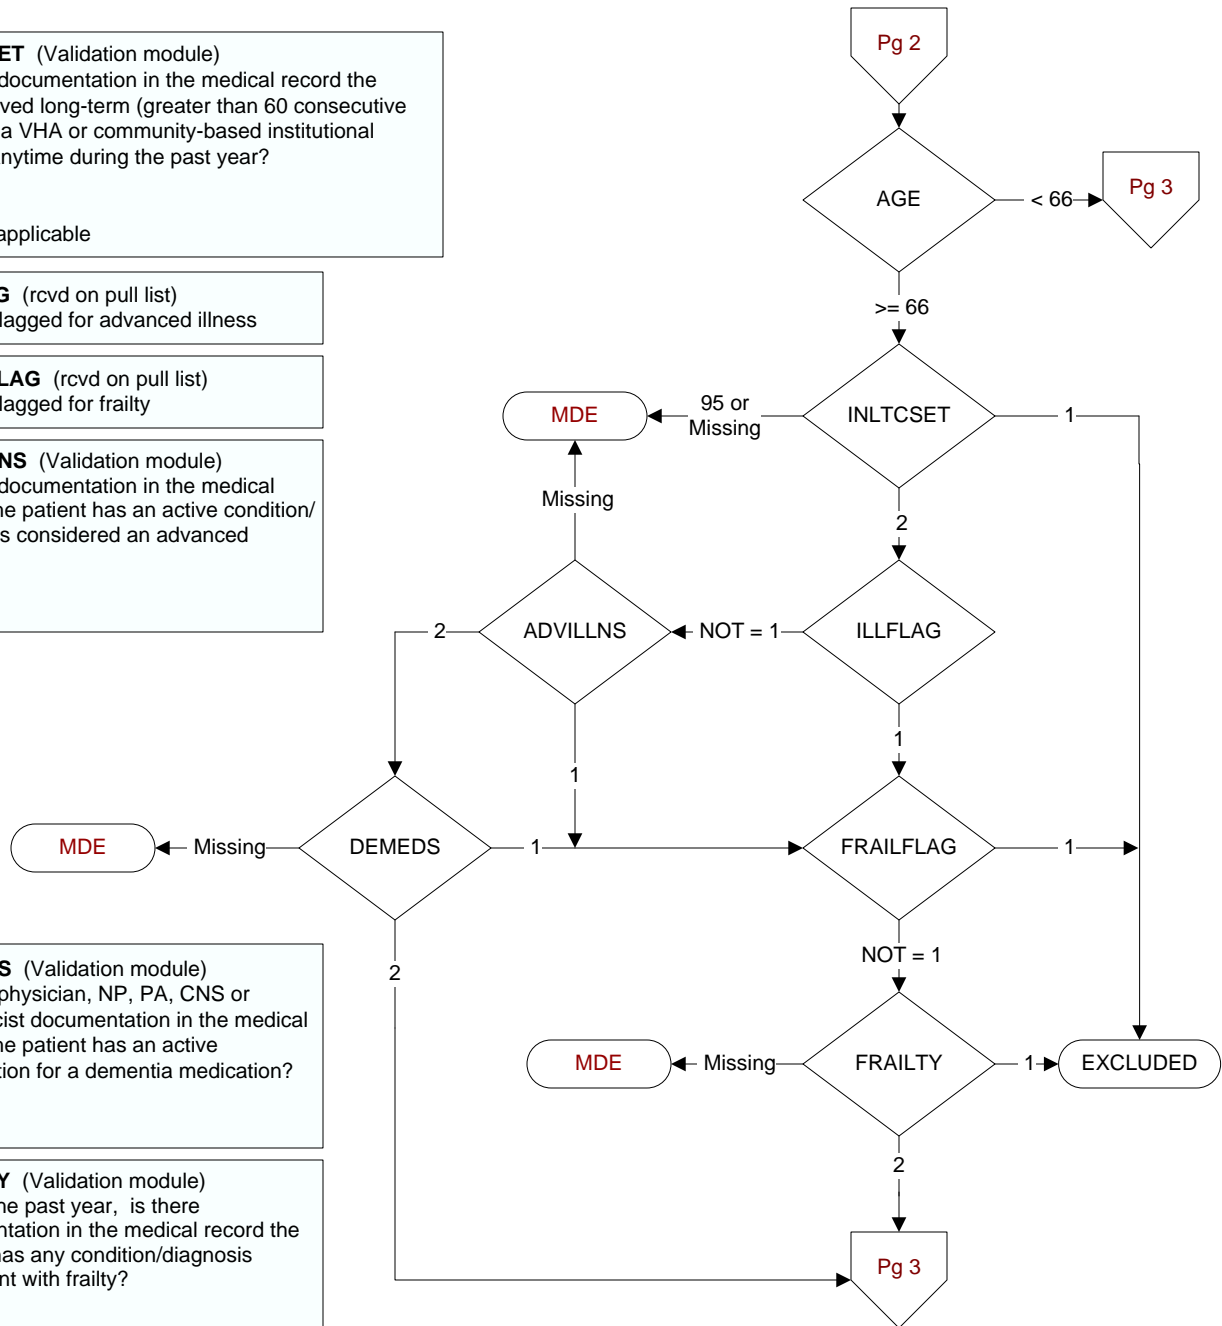 ET (Validation module)
documentation in the medical record the
ved long-term (greater than 60 consecutive
a VHA or community-based institutional
nytime during the past year?
applicable
G (rcvd on pull list)
lagged for advanced illness
LAG (rcvd on pull list)
lagged for frailty
NS (Validation module)
documentation in the medical
ne patient has an active condition/
s considered an advanced
S (Validation module)
physician, NP, PA, CNS or
cist documentation in the medical
ne patient has an active
tion for a dementia medication?
Y (Validation module)
ne past year, is there
ntation in the medical record the
has any condition/diagnosis
nt with frailty?
Pg 2
AGE
< 66
Pg 3
>= 66
INLTCSET
95 or
Missing
MDE
1
2
Missing
ILLFLAG
NOT = 1
ADVILLNS
2
1
1
DEMEDS
Missing
MDE
1
FRAILFLAG
1
2
NOT = 1
FRAILTY
Missing
MDE
1
EXCLUDED
2
Pg 3